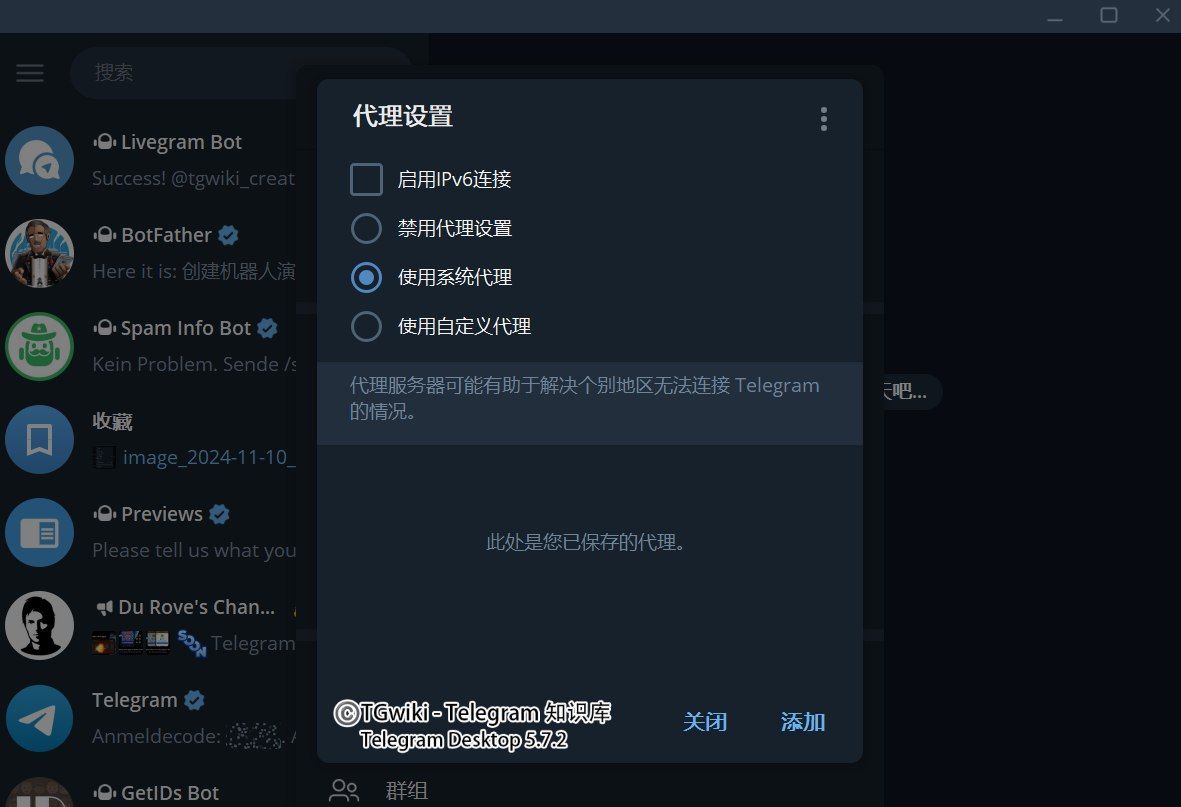 搜索
Livegram Bot
Success! @tgwiki_creat
BotFather
Here it is: 创建机器人演
Spam Info Bot
Kein Problem. Sende /s
收藏
image_2024-11-10_
Previews
Please tell us what you
Du Rove's Chan...
SOON Telegram
Telegram
Anmeldecode:
GetIDs Bot
代理设置
启用IPv6连接
禁用代理设置
使用系统代理
使用自定义代理
代理服务器可能有助于解决个别地区无法连接 Telegram
的情况。
此处是您已保存的代理。
©TGwiki - Telegram 知识库
Telegram Desktop 5.7.2
关闭
添加
吧...
群组